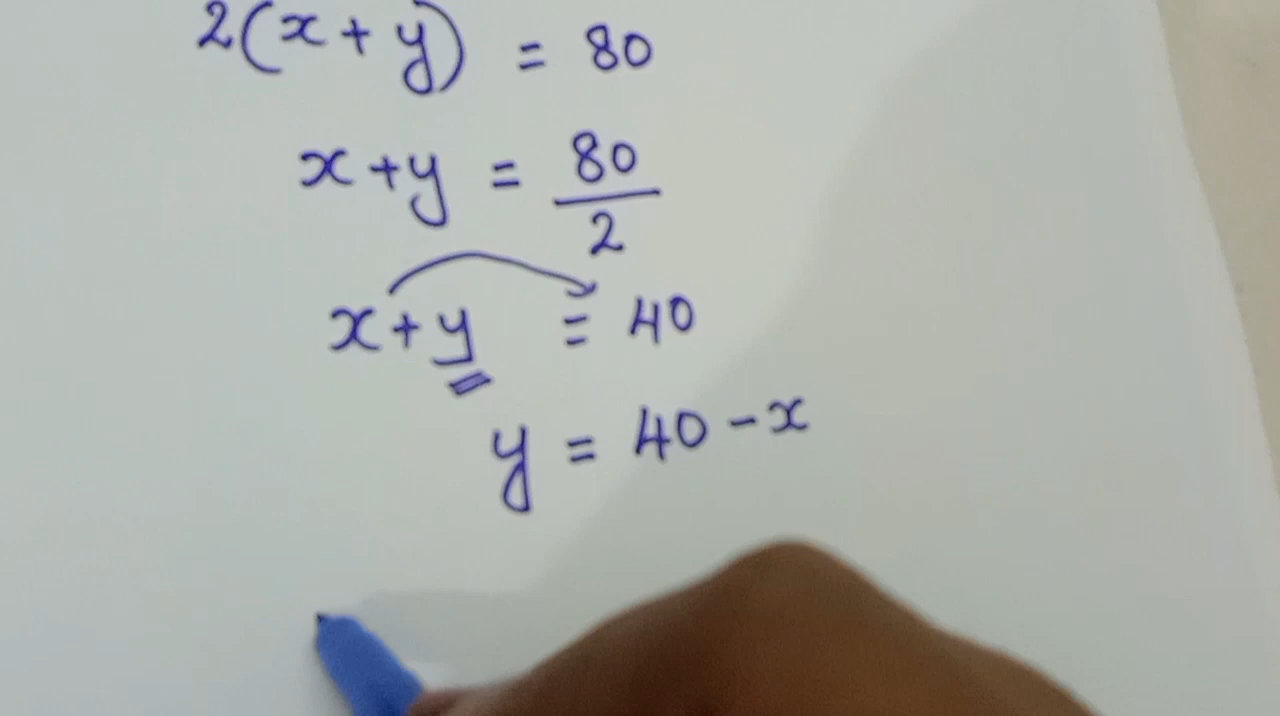 2(x + y) = 80
x + y = 80/2
x + y = 40
y = 40 - x